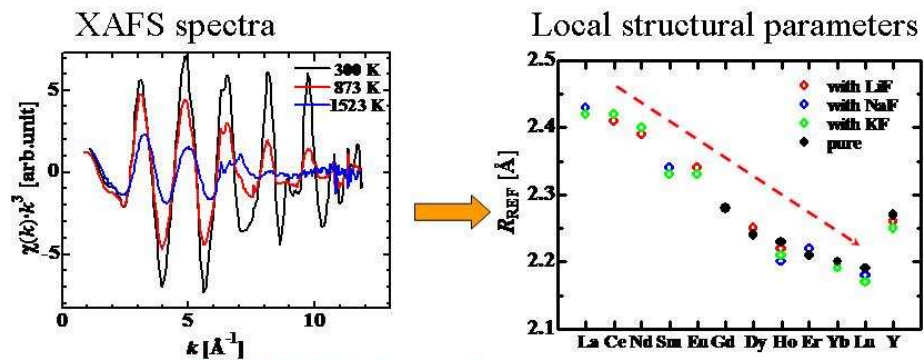 XAFS spectra
χ(k)·k³ [arb.unit]
5
0
−5
300 K
873 K
1523 K
0
5
10
k [Å⁻¹]
Local structural parameters
R_REF [Å]
2.5
2.4
2.3
2.2
2.1
with LiF
with NaF
with KF
pure
La Ce Nd Sm Eu Gd Dy Ho Er Yb Lu Y